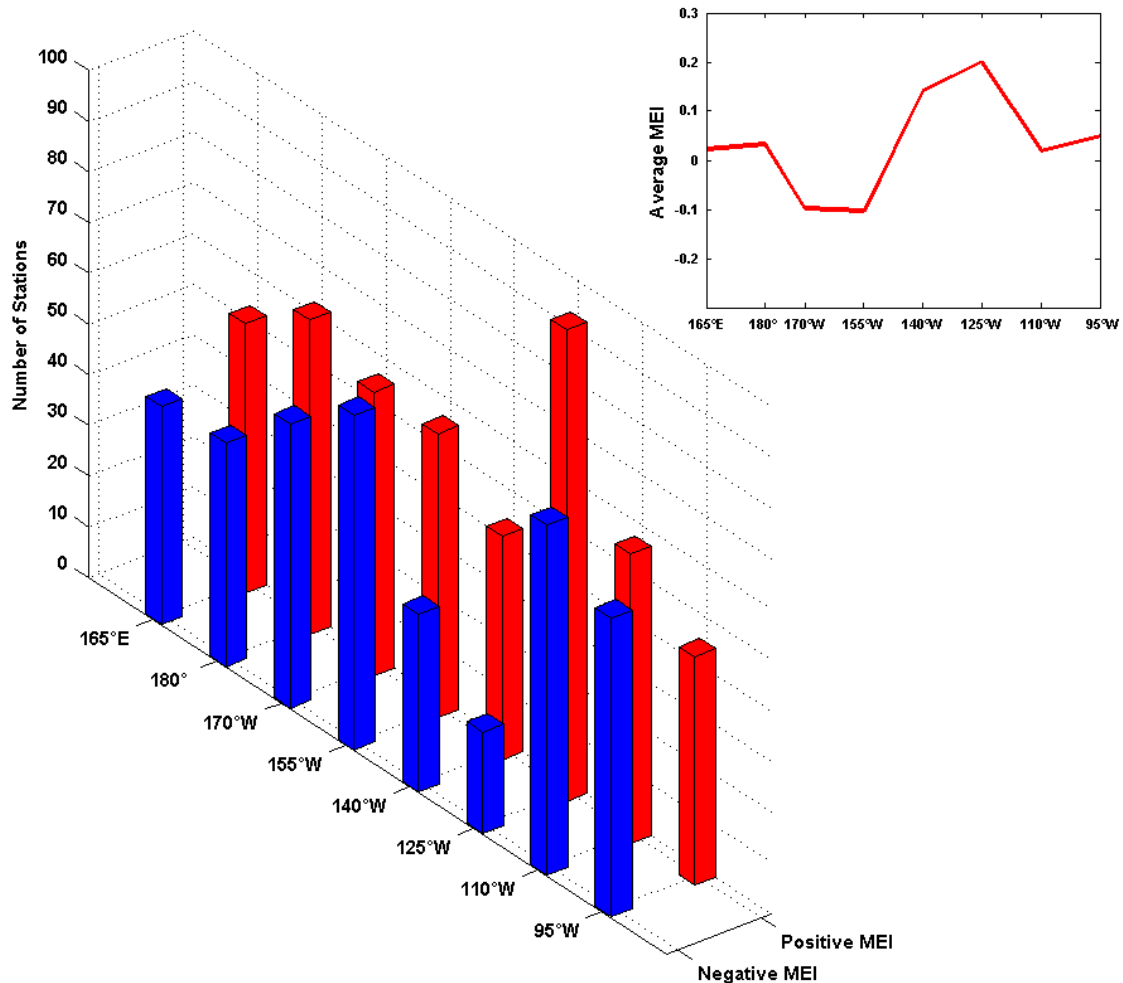 100
90
80
70
60
50
40
30
20
10
0
Number of Stations
165°E
180°
170°W
155°W
140°W
125°W
110°W
95°W
Negative MEI
Positive MEI
0.3
0.2
0.1
0
-0.1
-0.2
Average MEI
165°E 180° 170°W 155°W 140°W 125°W 110°W 95°W